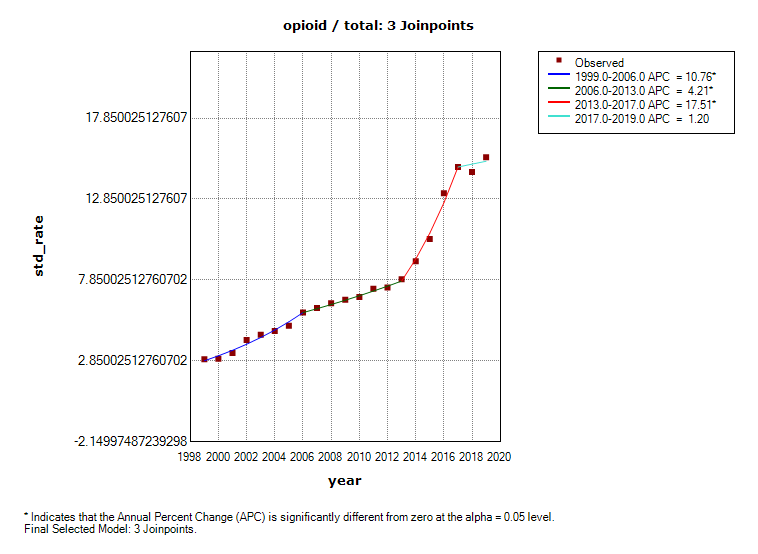 opioid / total: 3 Joinpoints
Observed
1999.0-2006.0 APC = 10.76*
2006.0-2013.0 APC = 4.21*
2013.0-2017.0 APC = 17.51*
2017.0-2019.0 APC = 1.20
17.850025127607
12.850025127607
7.85002512760702
2.85002512760702
-2.14997487239298
std_rate
1998 2000 2002 2004 2006 2008 2010 2012 2014 2016 2018 2020
year
* Indicates that the Annual Percent Change (APC) is significantly different from zero at the alpha = 0.05 level.
Final Selected Model: 3 Joinpoints.